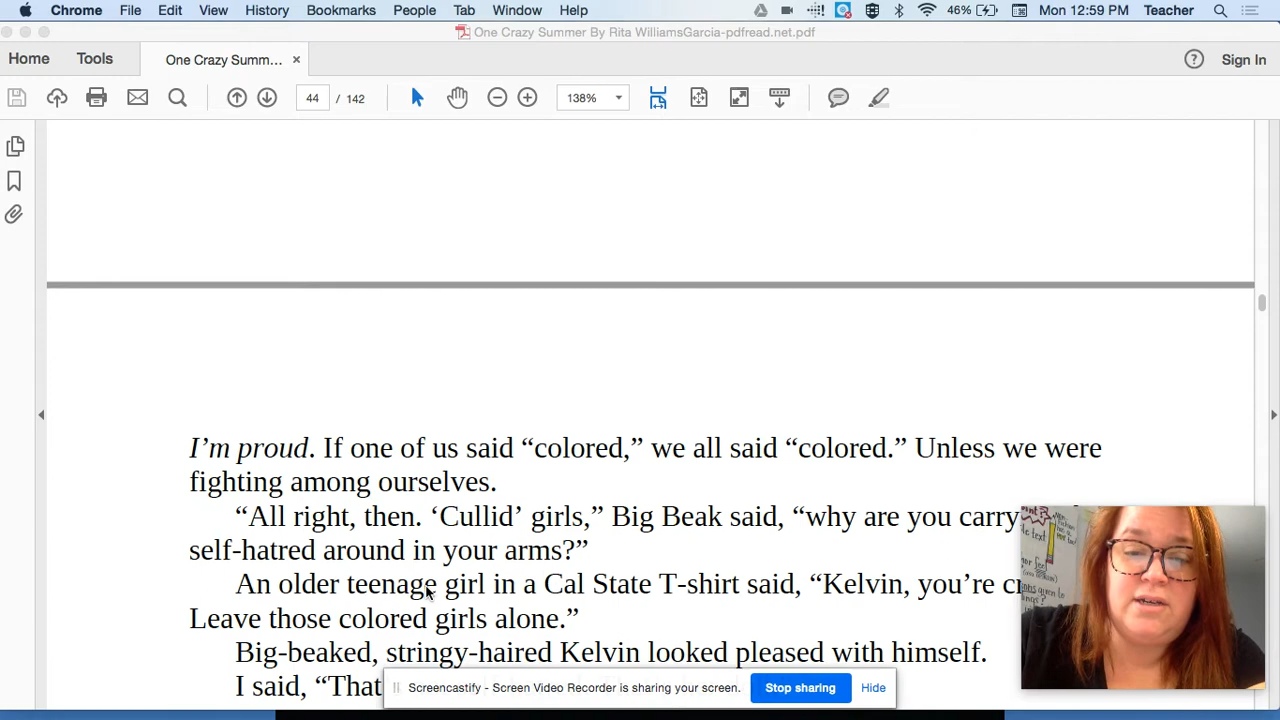 Chrome File Edit View History Bookmarks People Tab Window Help 46% Mon 12:59 PM Teacher
One Crazy Summer By Rita WilliamsGarcia-pdfread.net.pdf
Home Tools One Crazy Summ... × ? Sign In
44 / 142 138%
I'm proud. If one of us said “colored,” we all said “colored.” Unless we were
fighting among ourselves.
“All right, then. ‘Cullid’ girls,” Big Beak said, “why are you carry
self-hatred around in your arms?”
An older teenage girl in a Cal State T-shirt said, “Kelvin, you’re cr
Leave those colored girls alone.”
Big-beaked, stringy-haired Kelvin looked pleased with himself.
I said, “That
Screencastify - Screen Video Recorder is sharing your screen. Stop sharing Hide